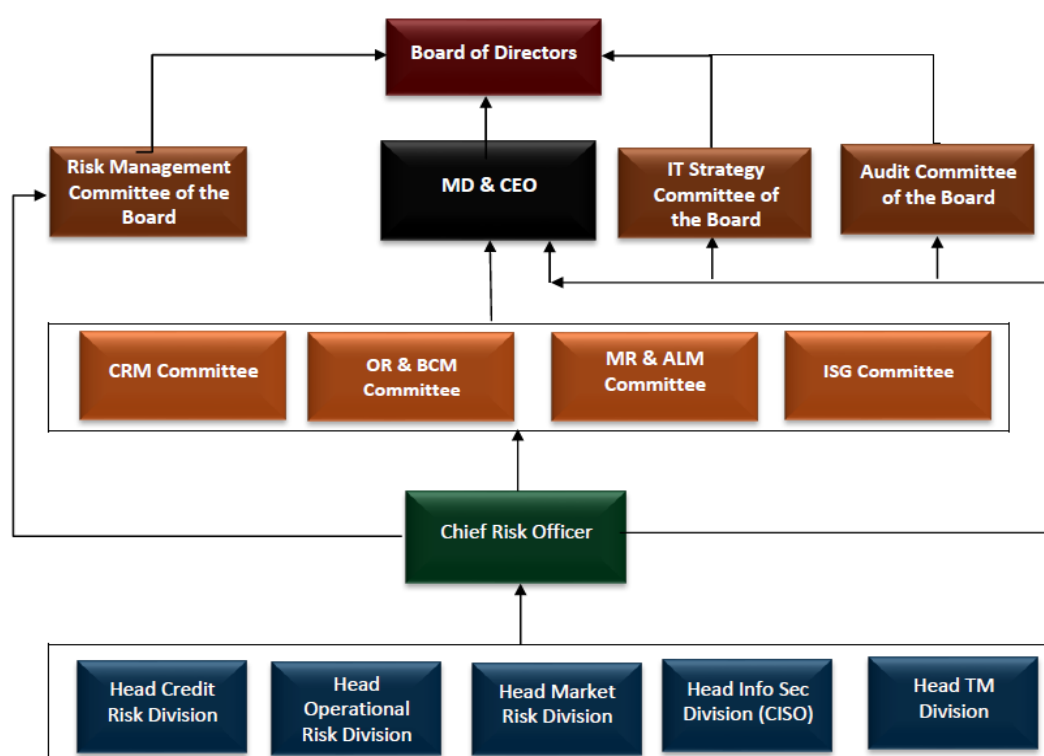 Board of Directors
Risk Management
Committee of the
Board
MD & CEO
IT Strategy
Committee of
the Board
Audit Committee
of the Board
CRM Committee
OR & BCM
Committee
MR & ALM
Committee
ISG Committee
Chief Risk Officer
Head Credit
Risk Division
Head
Operational
Risk Division
Head Market
Risk Division
Head Info Sec
Division (CISO)
Head TM
Division